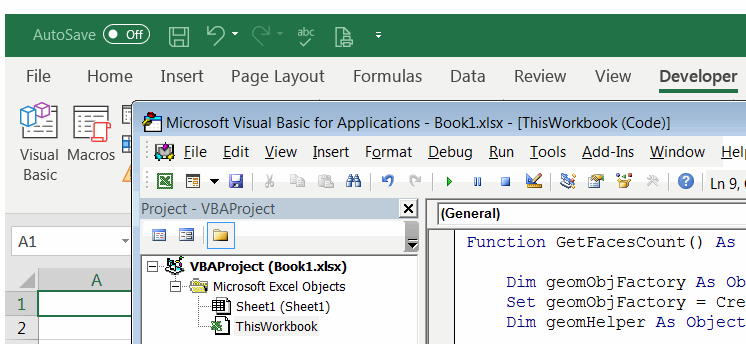 AutoSave Off abc
File Home Insert Page Layout Formulas Data Review View Developer
Visual Basic Macros
Microsoft Visual Basic for Applications - Book1.xlsx - [ThisWorkbook (Code)]
File Edit View Insert Format Debug Run Tools Add-Ins Window Help
Ln 9,
Project - VBAProject
(General)
A1
VBAProject (Book1.xlsx)
Microsoft Excel Objects
Sheet1 (Sheet1)
ThisWorkbook
Function GetFacesCount() As
Dim geomObjFactory As Ob
Set geomObjFactory = Cre
Dim geomHelper As Object
A
1
2